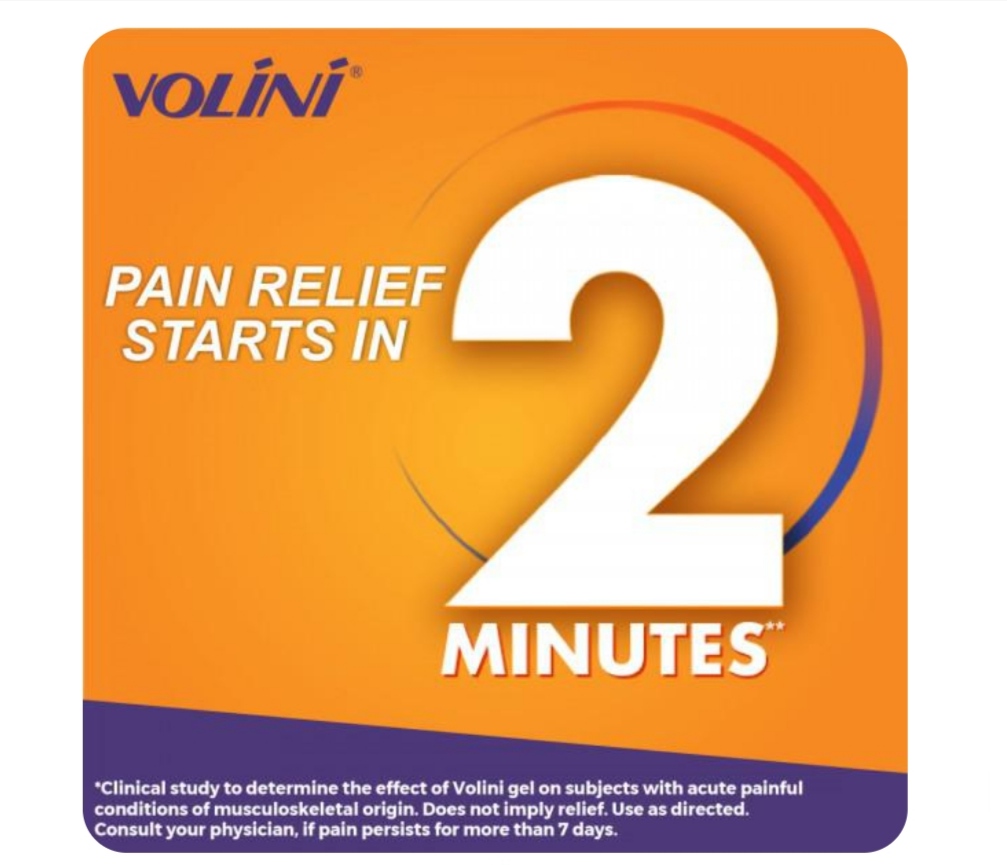 VOLÍNÍ®
PAIN RELIEF
STARTS IN
2
MINUTES**
*Clinical study to determine the effect of Volini gel on subjects with acute painful
conditions of musculoskeletal origin. Does not imply relief. Use as directed.
Consult your physician, if pain persists for more than 7 days.